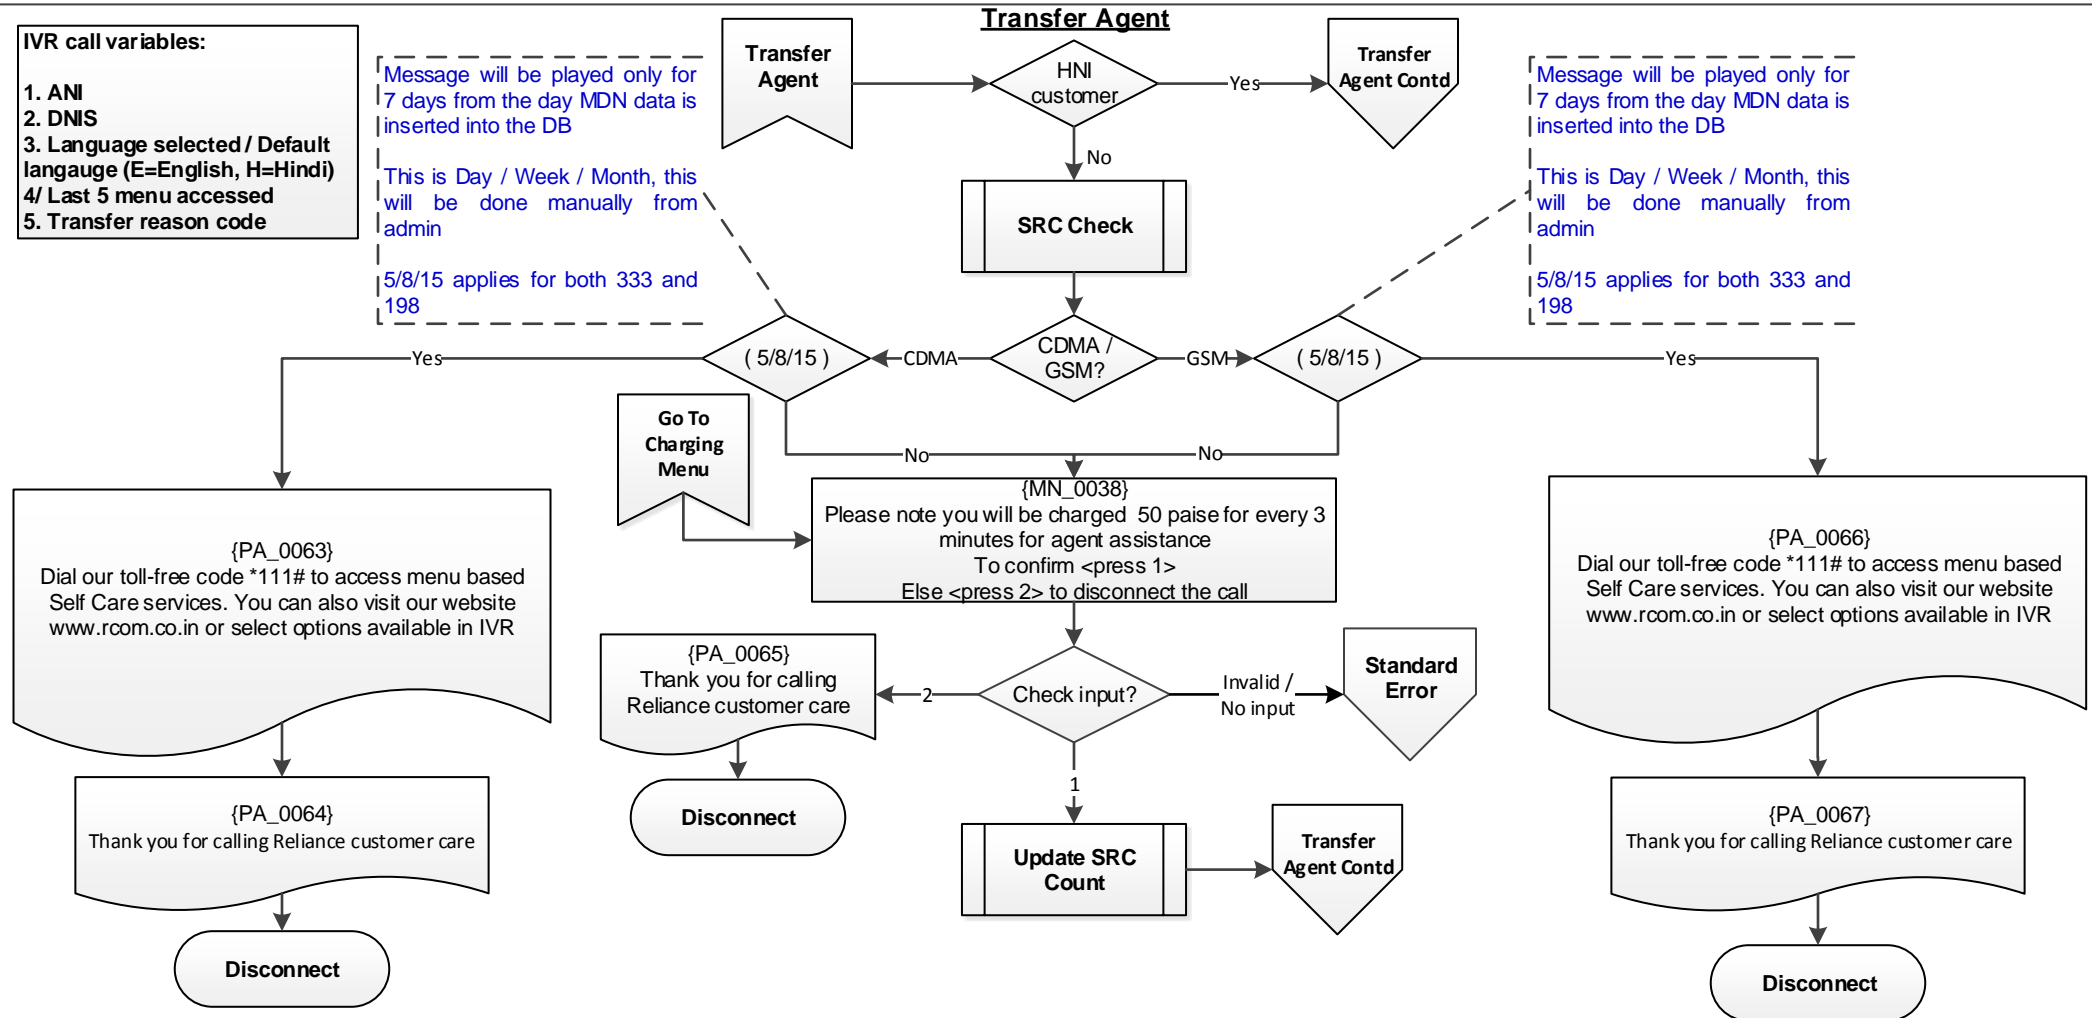 Transfer Agent
IVR call variables:
1. ANI
2. DNIS
3. Language selected / Default
langauge (E=English, H=Hindi)
4/ Last 5 menu accessed
5. Transfer reason code
Message will be played only for
7 days from the day MDN data is
inserted into the DB
This is Day / Week / Month, this
will be done manually from
admin
5/8/15 applies for both 333 and
198
Transfer
Agent
HNI
customer
Yes
Transfer
Agent Contd
Message will be played only for
7 days from the day MDN data is
inserted into the DB
This is Day / Week / Month, this
will be done manually from
admin
5/8/15 applies for both 333 and
198
No
SRC Check
Yes
( 5/8/15 )
CDMA
CDMA /
GSM?
GSM
( 5/8/15 )
Yes
Go To
Charging
Menu
No
No
{MN_0038}
Please note you will be charged 50 paise for every 3
minutes for agent assistance
To confirm <press 1>
Else <press 2> to disconnect the call
{PA_0063}
Dial our toll-free code *111# to access menu based
Self Care services. You can also visit our website
www.rcom.co.in or select options available in IVR
{PA_0066}
Dial our toll-free code *111# to access menu based
Self Care services. You can also visit our website
www.rcom.co.in or select options available in IVR
{PA_0065}
Thank you for calling
Reliance customer care
2
Check input?
Invalid /
No input
Standard
Error
1
Disconnect
{PA_0064}
Thank you for calling Reliance customer care
Update SRC
Count
Transfer
Agent Contd
{PA_0067}
Thank you for calling Reliance customer care
Disconnect
Disconnect